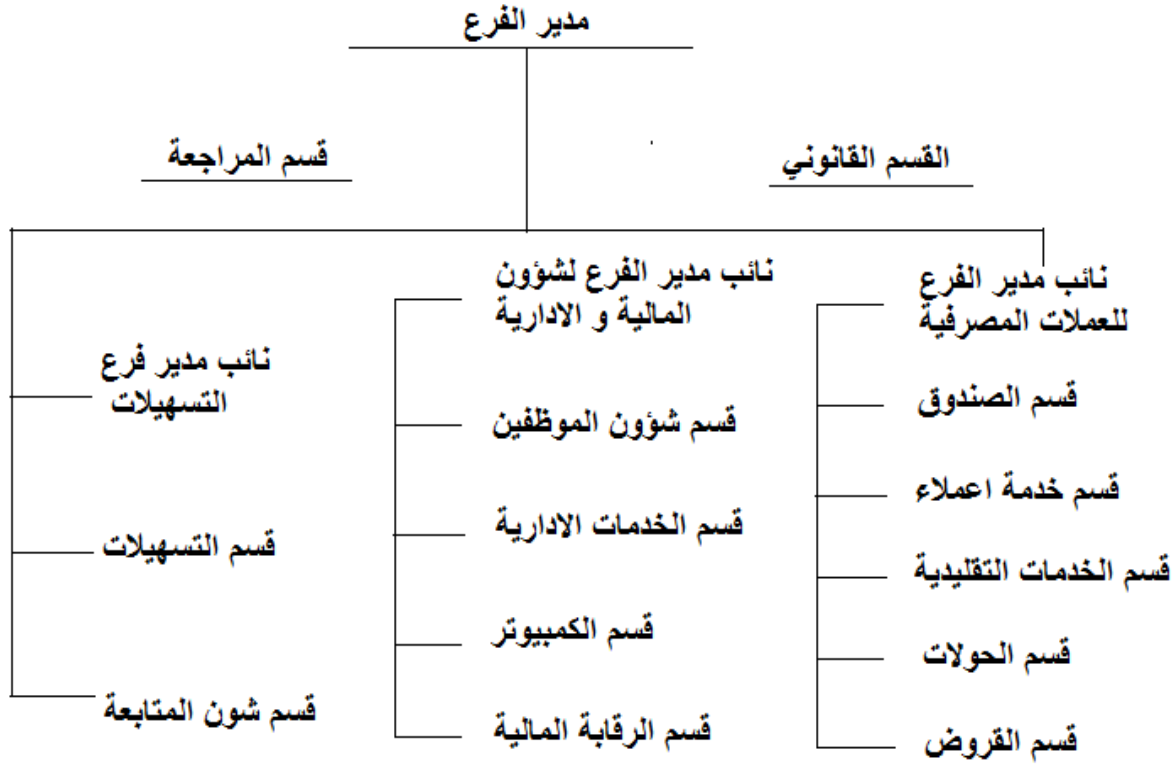 مدير الفرع
القسم القانوني
قسم المراجعة
نائب مدير الفرع
للعملات المصرفية
قسم الصندوق
قسم خدمة اعملاء
قسم الخدمات التقليدية
قسم الحولات
قسم القروض
نائب مدير الفرع لشؤون
المالية و الادارية
قسم شؤون الموظفين
قسم الخدمات الادارية
قسم الكمبيوتر
قسم الرقابة المالية
نائب مدير فرع
التسهيلات
قسم التسهيلات
قسم شون المتابعة